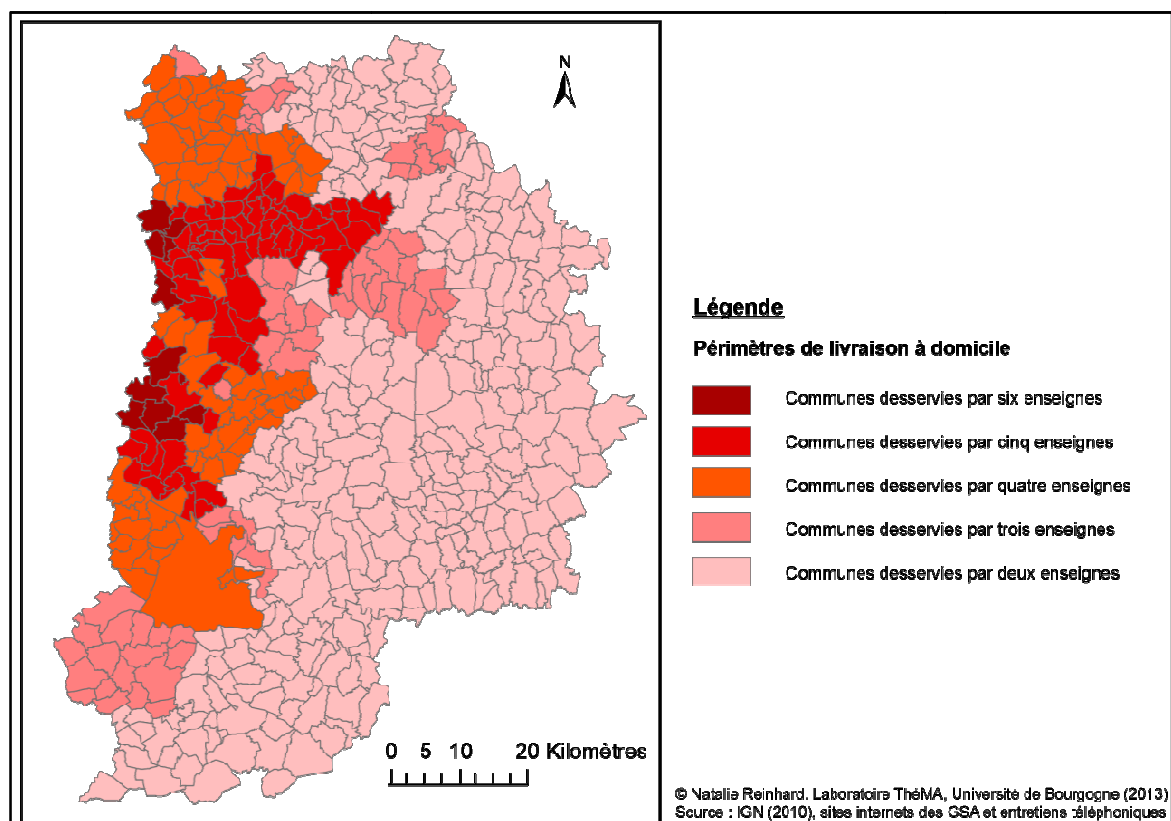 N
0 5 10 20 Kilomètres
Légende
Périmètres de livraison à domicile
Communes desservies par six enseignes
Communes desservies par cinq enseignes
Communes desservies par quatre enseignes
Communes desservies par trois enseignes
Communes desservies par deux enseignes
© Natalie Reinhard. Laboratoire ThéMA, Université de Bourgogne (2013)
Source : IGN (2010), sites internets des GSA et entretiens téléphoniques